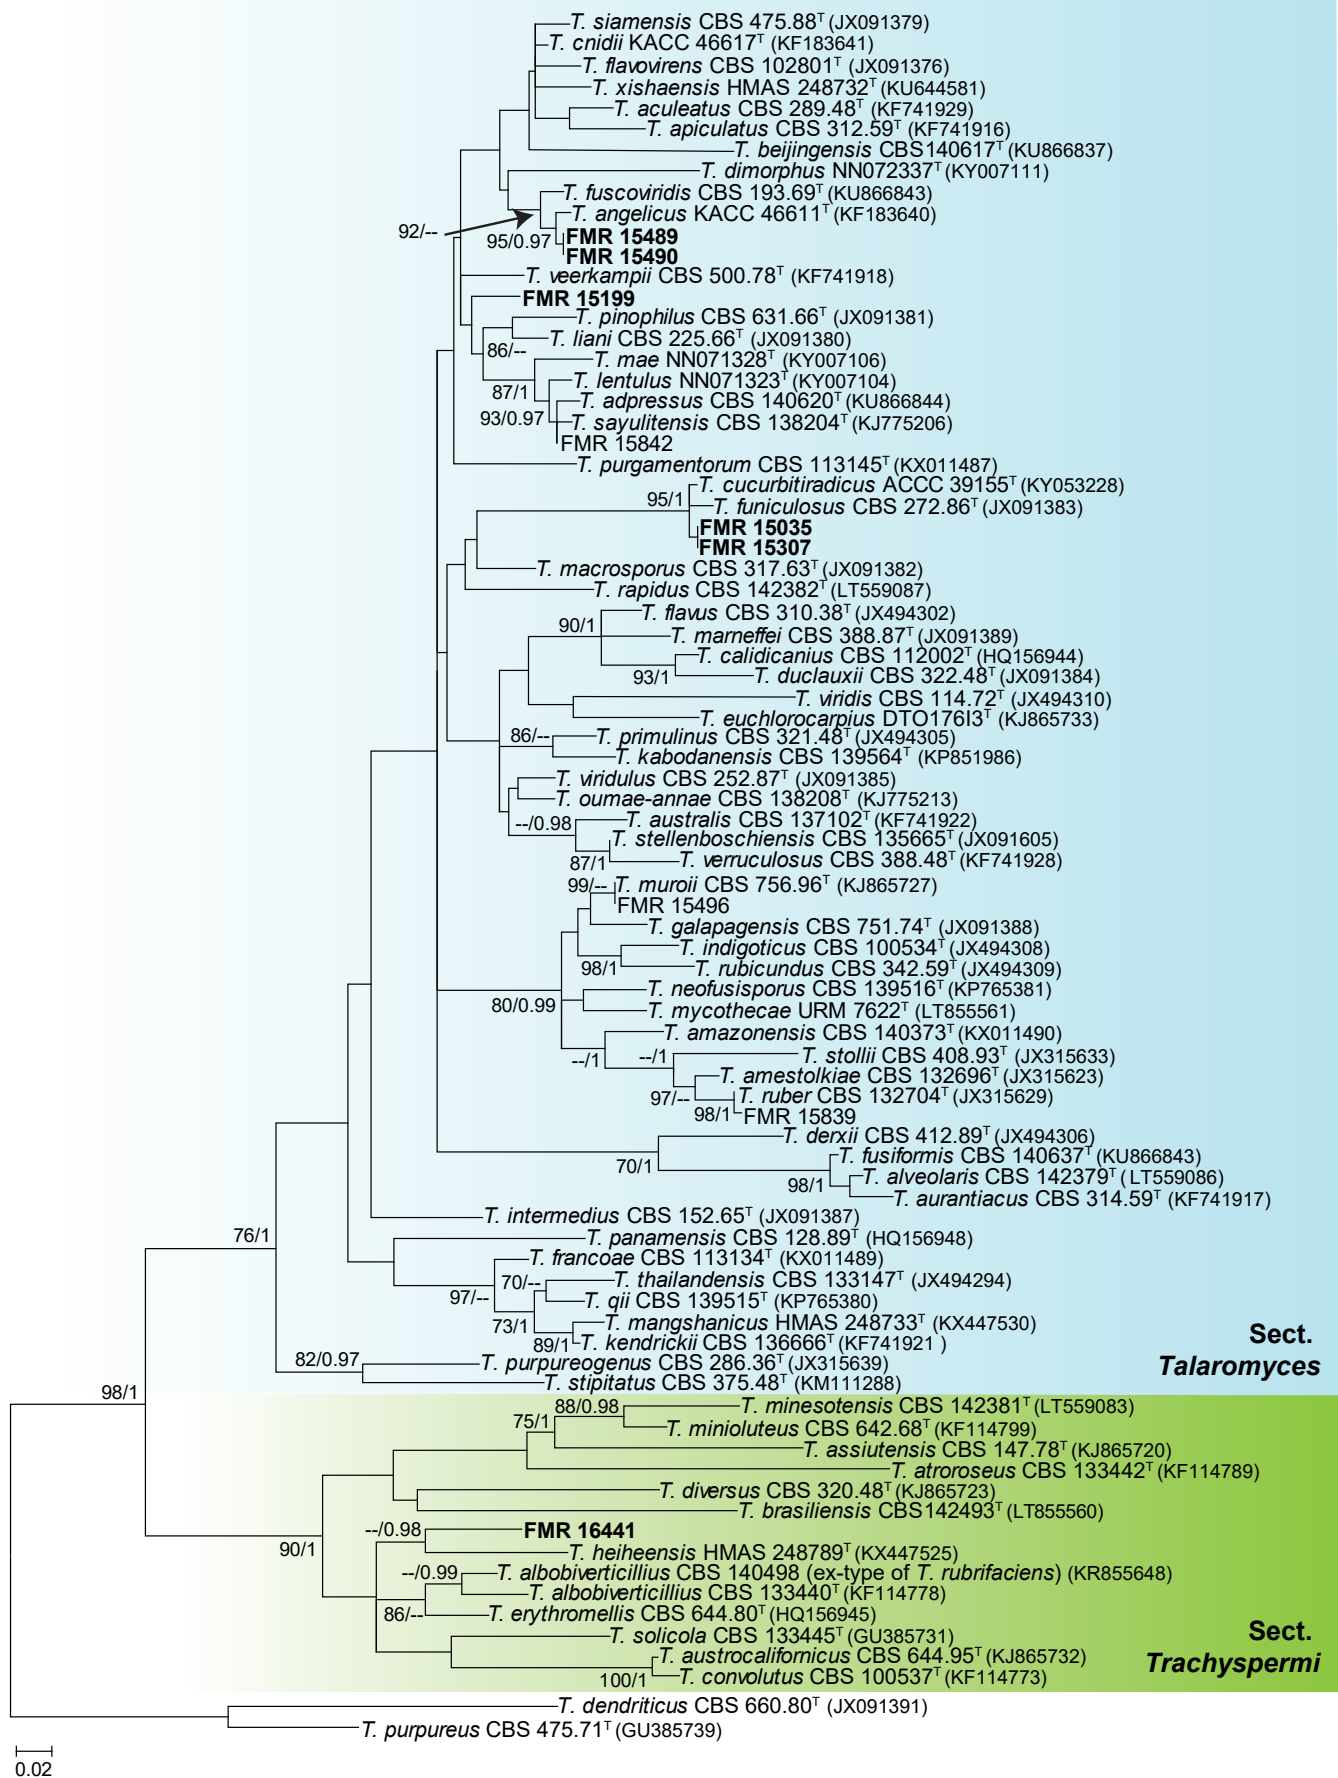 T. siamensis CBS 475.88T (JX091379)
T. cnidii KACC 46617T (KF183641)
T. flavovirens CBS 102801T (JX091376)
T. xishaensis HMAS 248732T (KU644581)
T. aculeatus CBS 289.48T (KF741929)
T. apiculatus CBS 312.59T (KF741916)
T. beijingensis CBS140617T (KU866837)
T. dimorphus NN072337T (KY007111)
T. fuscoviridis CBS 193.69T (KU866843)
T. angelicus KACC 46611T (KF183640)
92/--
95/0.97
FMR 15489
FMR 15490
T. veerkampii CBS 500.78T (KF741918)
FMR 15199
T. pinophilus CBS 631.66T (JX091381)
T. liani CBS 225.66T (JX091380)
86/--
T. mae NN071328T (KY007106)
T. lentulus NN071323T (KY007104)
87/1
T. adpressus CBS 140620T (KU866844)
93/0.97
T. sayulitensis CBS 138204T (KJ775206)
FMR 15842
T. purgamentorum CBS 113145T (KX011487)
T. cucurbitiradicus ACCC 39155T (KY053228)
95/1
T. funiculosus CBS 272.86T (JX091383)
FMR 15035
FMR 15307
T. macrosporus CBS 317.63T (JX091382)
T. rapidus CBS 142382T (LT559087)
T. flavus CBS 310.38T (JX494302)
90/1
T. marneffei CBS 388.87T (JX091389)
T. calidicanius CBS 112002T (HQ156944)
93/1
T. duclauxii CBS 322.48T (JX091384)
T. viridis CBS 114.72T (JX494310)
T. euchlorocarpius DTO176I3T (KJ865733)
86/--
T. primulinus CBS 321.48T (JX494305)
T. kabodanensis CBS 139564T (KP851986)
T. viridulus CBS 252.87T (JX091385)
T. oumae-annae CBS 138208T (KJ775213)
--/0.98
T. australis CBS 137102T (KF741922)
T. stellenboschiensis CBS 135665T (JX091605)
87/1
T. verruculosus CBS 388.48T (KF741928)
99/--
T. muroii CBS 756.96T (KJ865727)
FMR 15496
T. galapagensis CBS 751.74T (JX091388)
T. indigoticus CBS 100534T (JX494308)
98/1
T. rubicundus CBS 342.59T (JX494309)
T. neofusisporus CBS 139516T (KP765381)
80/0.99
T. mycothecae URM 7622T (LT855561)
T. amazonensis CBS 140373T (KX011490)
--/1
--/1
T. stollii CBS 408.93T (JX315633)
T. amestolkiae CBS 132696T (JX315623)
97/--
T. ruber CBS 132704T (JX315629)
98/1
FMR 15839
T. derxii CBS 412.89T (JX494306)
70/1
T. fusiformis CBS 140637T (KU866843)
T. alveolaris CBS 142379T ( LT559086)
98/1
T. aurantiacus CBS 314.59T (KF741917)
T. intermedius CBS 152.65T (JX091387)
76/1
T. panamensis CBS 128.89T (HQ156948)
T. francoae CBS 113134T (KX011489)
70/--
T. thailandensis CBS 133147T (JX494294)
97/--
T. qii CBS 139515T (KP765380)
73/1
T. mangshanicus HMAS 248733T (KX447530)
89/1
T. kendrickii CBS 136666T (KF741921 )
82/0.97
T. purpureogenus CBS 286.36T (JX315639)
T. stipitatus CBS 375.48T (KM111288)
Sect.
Talaromyces
98/1
88/0.98
T. minesotensis CBS 142381T (LT559083)
75/1
T. minioluteus CBS 642.68T (KF114799)
T. assiutensis CBS 147.78T (KJ865720)
T. atroroseus CBS 133442T (KF114789)
T. diversus CBS 320.48T (KJ865723)
T. brasiliensis CBS142493T (LT855560)
--/0.98
FMR 16441
90/1
T. heiheensis HMAS 248789T (KX447525)
--/0.99
T. albobiverticillius CBS 140498 (ex-type of T. rubrifaciens) (KR855648)
T. albobiverticillius CBS 133440T (KF114778)
86/--
T. erythromellis CBS 644.80T (HQ156945)
T. solicola CBS 133445T (GU385731)
T. austrocalifornicus CBS 644.95T (KJ865732)
100/1
T. convolutus CBS 100537T (KF114773)
Sect.
Trachyspermi
T. dendriticus CBS 660.80T (JX091391)
T. purpureus CBS 475.71T (GU385739)
0.02